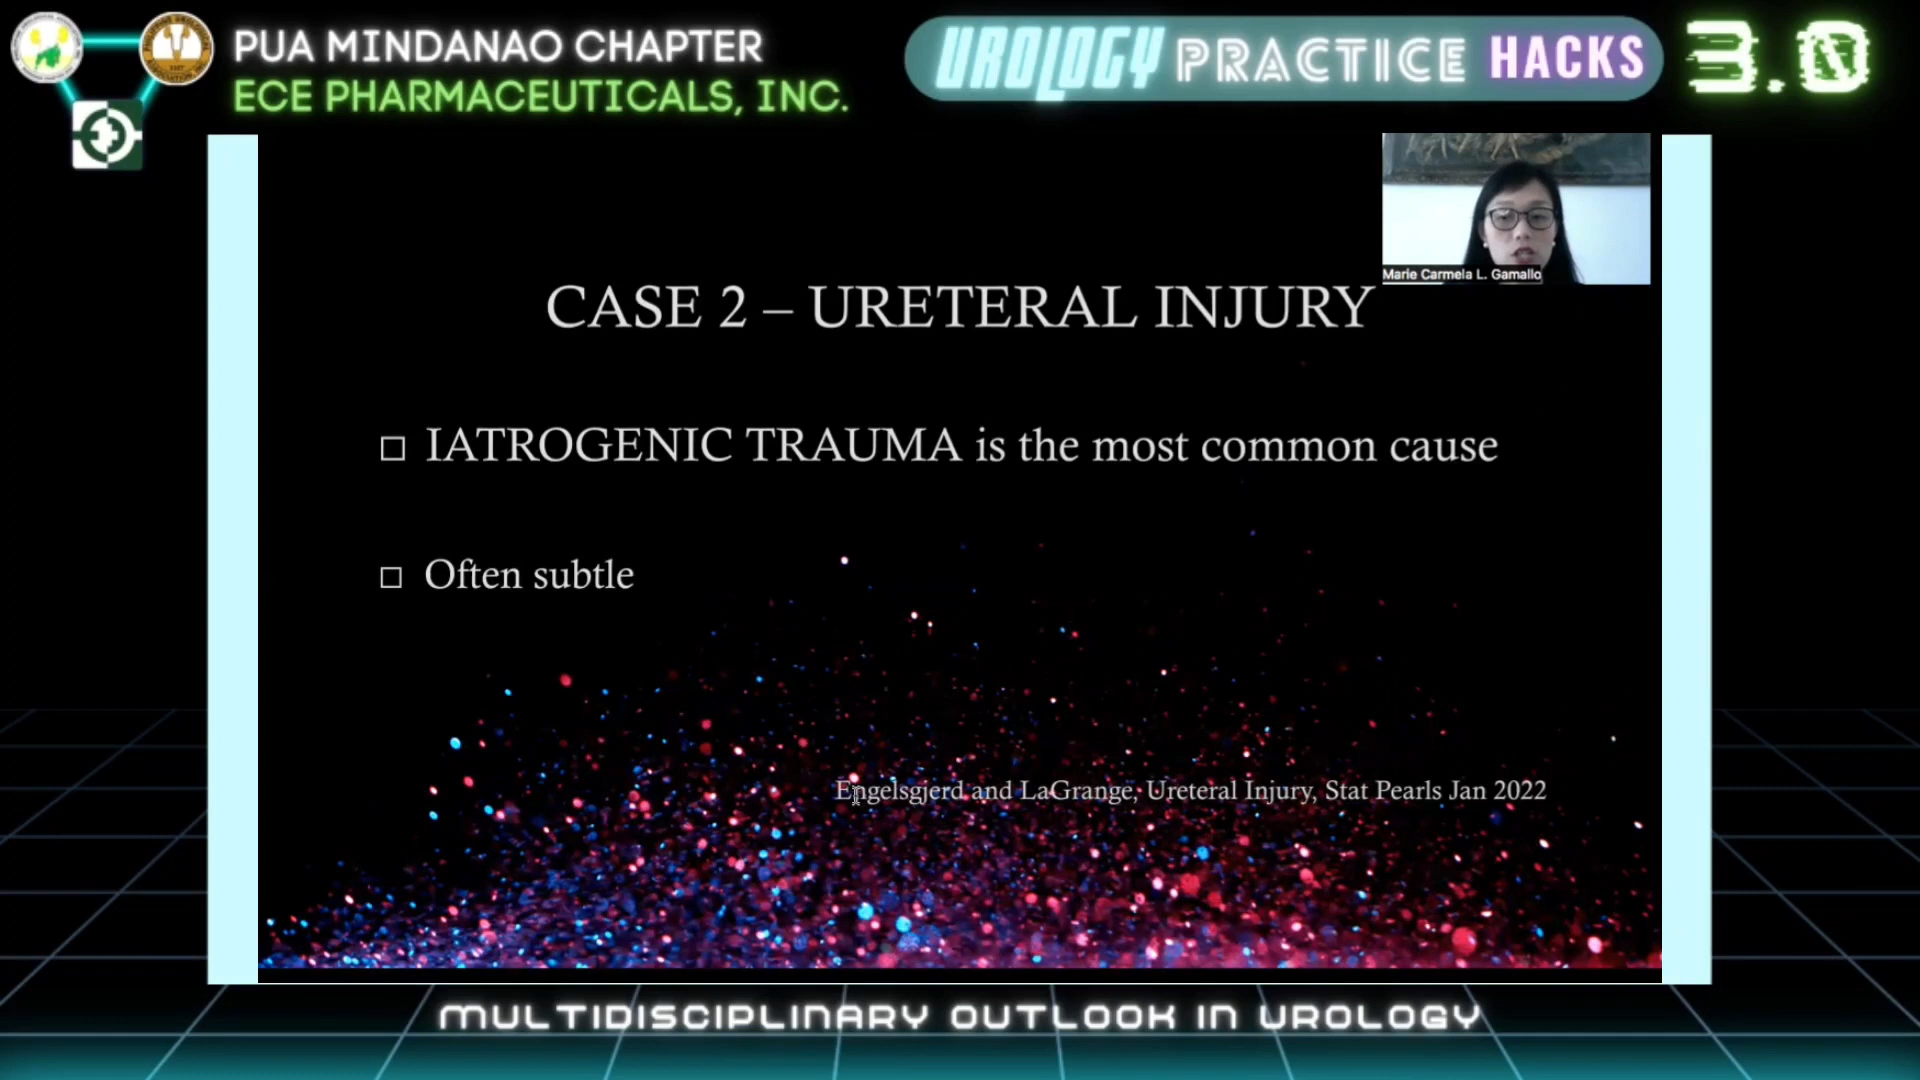 PUA MINDANAO CHAPTER
ECE PHARMACEUTICALS, INC.
UROLOGY PRACTICE HACKS 3.0
Marie Carmela L. Gamallo
CASE 2 – URETERAL INJURY
IATROGENIC TRAUMA is the most common cause
Often subtle
Engelsgjerd and LaGrange, Ureteral Injury, Stat Pearls Jan 2022
MULTIDISCIPLINARY OUTLOOK IN UROLOGY